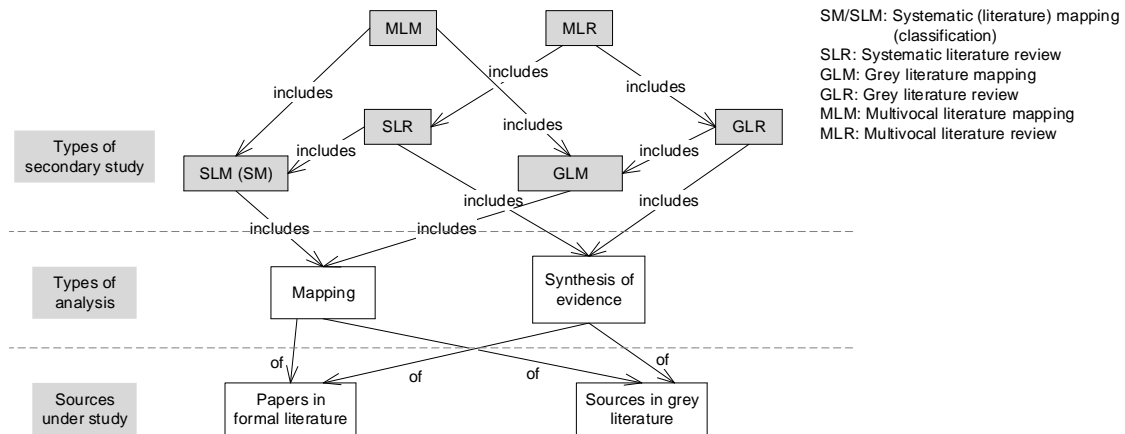 MLM
MLR
SM/SLM: Systematic (literature) mapping
(classification)
SLR: Systematic literature review
GLM: Grey literature mapping
GLR: Grey literature review
MLM: Multivocal literature mapping
MLR: Multivocal literature review
includes
includes
includes
includes
SLR
GLR
includes
includes
Types of
secondary study
SLM (SM)
GLM
includes
includes
includes
includes
Types of
analysis
Mapping
Synthesis of
evidence
of
of
of
of
Sources
under study
Papers in
formal literature
Sources in grey
literature